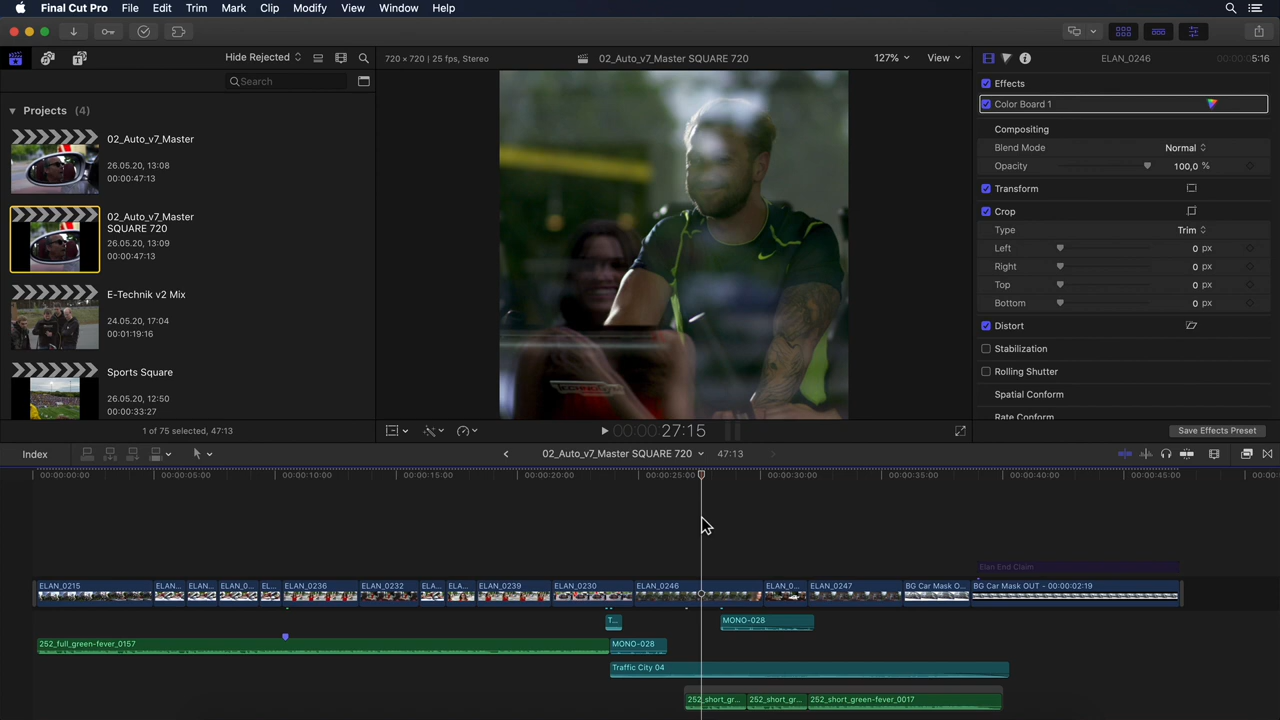 Final Cut Pro File Edit Trim Mark Clip Modify View Window Help
Hide Rejected
720 x 720 | 25 fps, Stereo
02_Auto_v7_Master SQUARE 720
127%
View
ELAN_0246
00:00:05:16
Search
Effects
Projects (4)
Color Board 1
02_Auto_v7_Master
26.05.20, 13:08
00:00:47:13
Compositing
Blend Mode Normal
Opacity 100,0 %
02_Auto_v7_Master
SQUARE 720
26.05.20, 13:09
00:00:47:13
Transform
Crop
Type Trim
Left 0 px
Right 0 px
Top 0 px
Bottom 0 px
E-Technik v2 Mix
24.05.20, 17:04
00:01:19:16
Distort
Stabilization
Rolling Shutter
Spatial Conform
Rate Conform
Sports Square
26.05.20, 12:50
00:00:33:27
1 of 75 selected, 47:13
00:00:00:27:15
Save Effects Preset
Index
02_Auto_v7_Master SQUARE 720
47:13
00:00:00:00 00:00:05:00 00:00:10:00 00:00:15:00 00:00:20:00 00:00:25:00 00:00:30:00 00:00:35:00 00:00:40:00 00:00:45:00
Elan End Claim
ELAN_0215 ELAN... ELAN... ELAN_0... EL... ELAN_0236 ELAN_0232 ELA... ELA... ELAN_0239 ELAN_0230 ELAN_0246 ELAN_0... ELAN_0247 BG Car Mask O... BG Car Mask OUT - 00:00:02:19
T... MONO-028
252_full_green-fever_0157 MONO-028
Traffic City 04
252_short_gr... 252_short_gr... 252_short_green-fever_0017